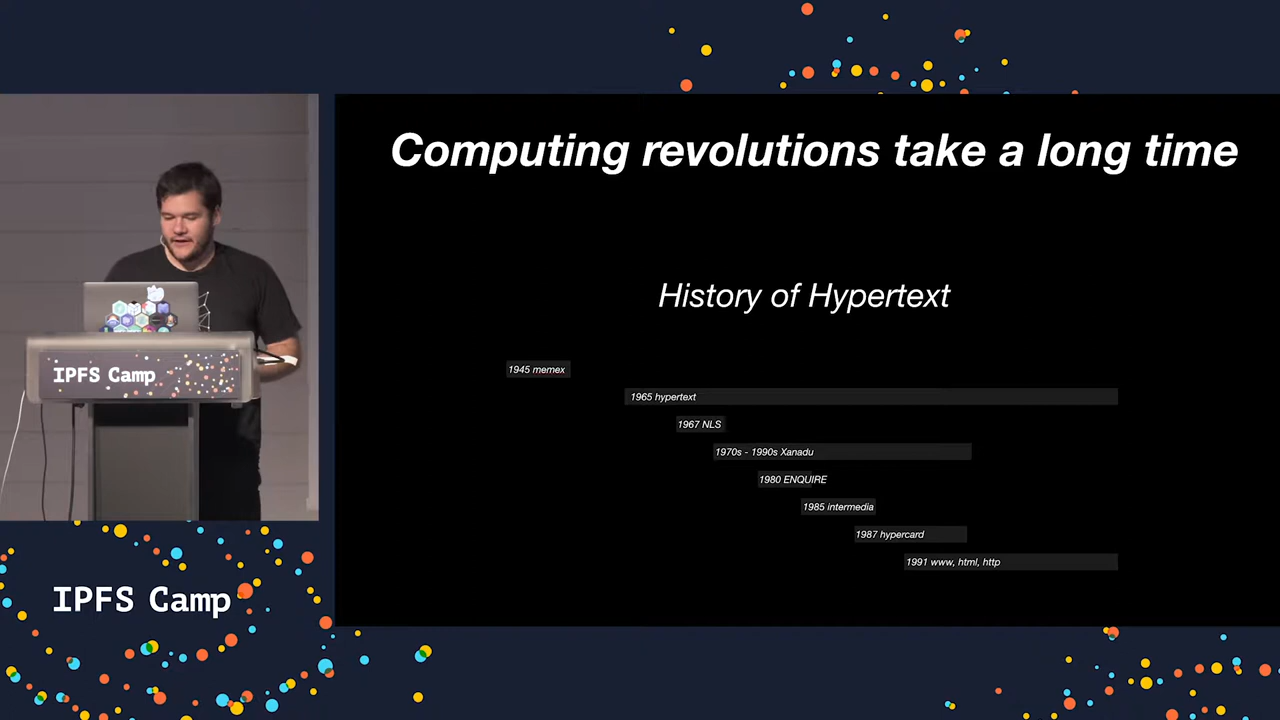 Computing revolutions take a long time
History of Hypertext
1945 memex
1965 hypertext
1967 NLS
1970s - 1990s Xanadu
1980 ENQUIRE
1985 intermedia
1987 hypercard
1991 www, html, http
IPFS Camp
IPFS Camp